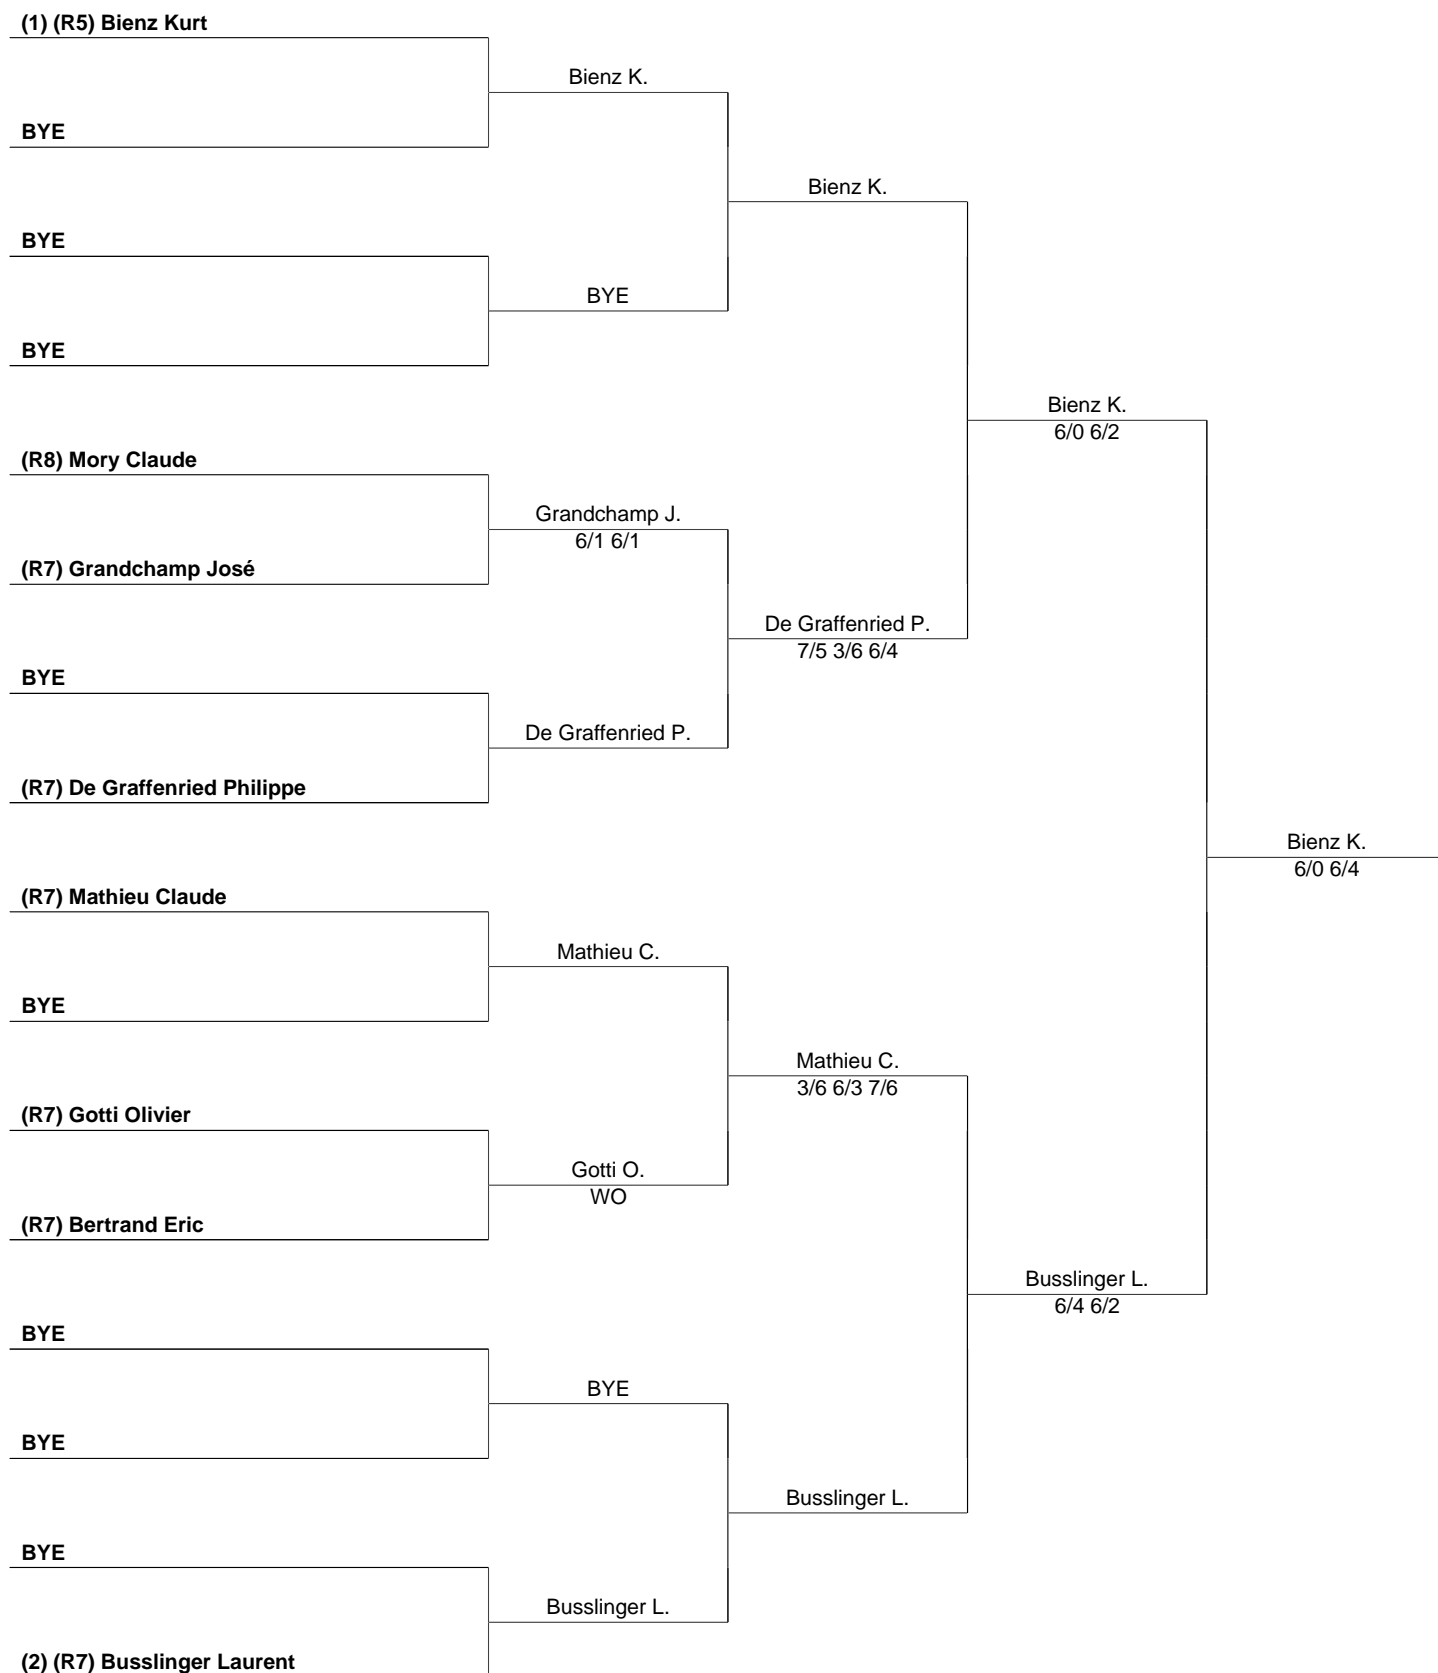 (1) (R5) Bienz Kurt
Bienz K.
BYE
Bienz K.
BYE
BYE
BYE
Bienz K.
6/0 6/2
(R8) Mory Claude
Grandchamp J.
6/1 6/1
(R7) Grandchamp José
De Graffenried P.
7/5 3/6 6/4
BYE
De Graffenried P.
(R7) De Graffenried Philippe
Bienz K.
6/0 6/4
(R7) Mathieu Claude
Mathieu C.
BYE
Mathieu C.
3/6 6/3 7/6
(R7) Gotti Olivier
Gotti O.
WO
(R7) Bertrand Eric
Busslinger L.
6/4 6/2
BYE
BYE
BYE
Busslinger L.
BYE
Busslinger L.
(2) (R7) Busslinger Laurent